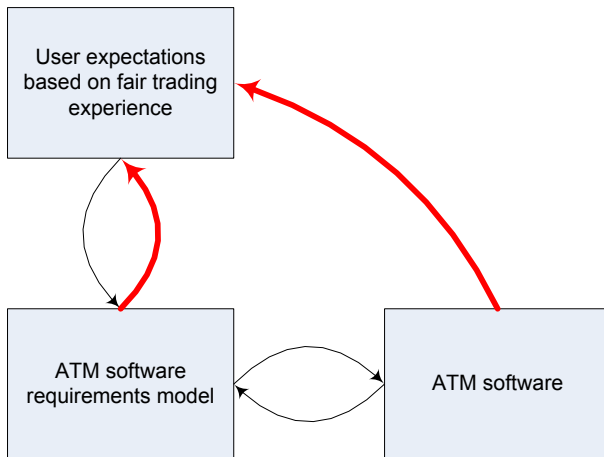 User expectations
based on fair trading
experience
ATM software
requirements model
ATM software